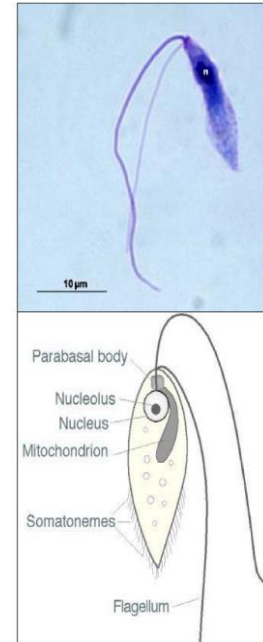 n
10 µm
Parabasal body
Nucleolus
Nucleus
Mitochondrion
Somatonemes
Flagellum